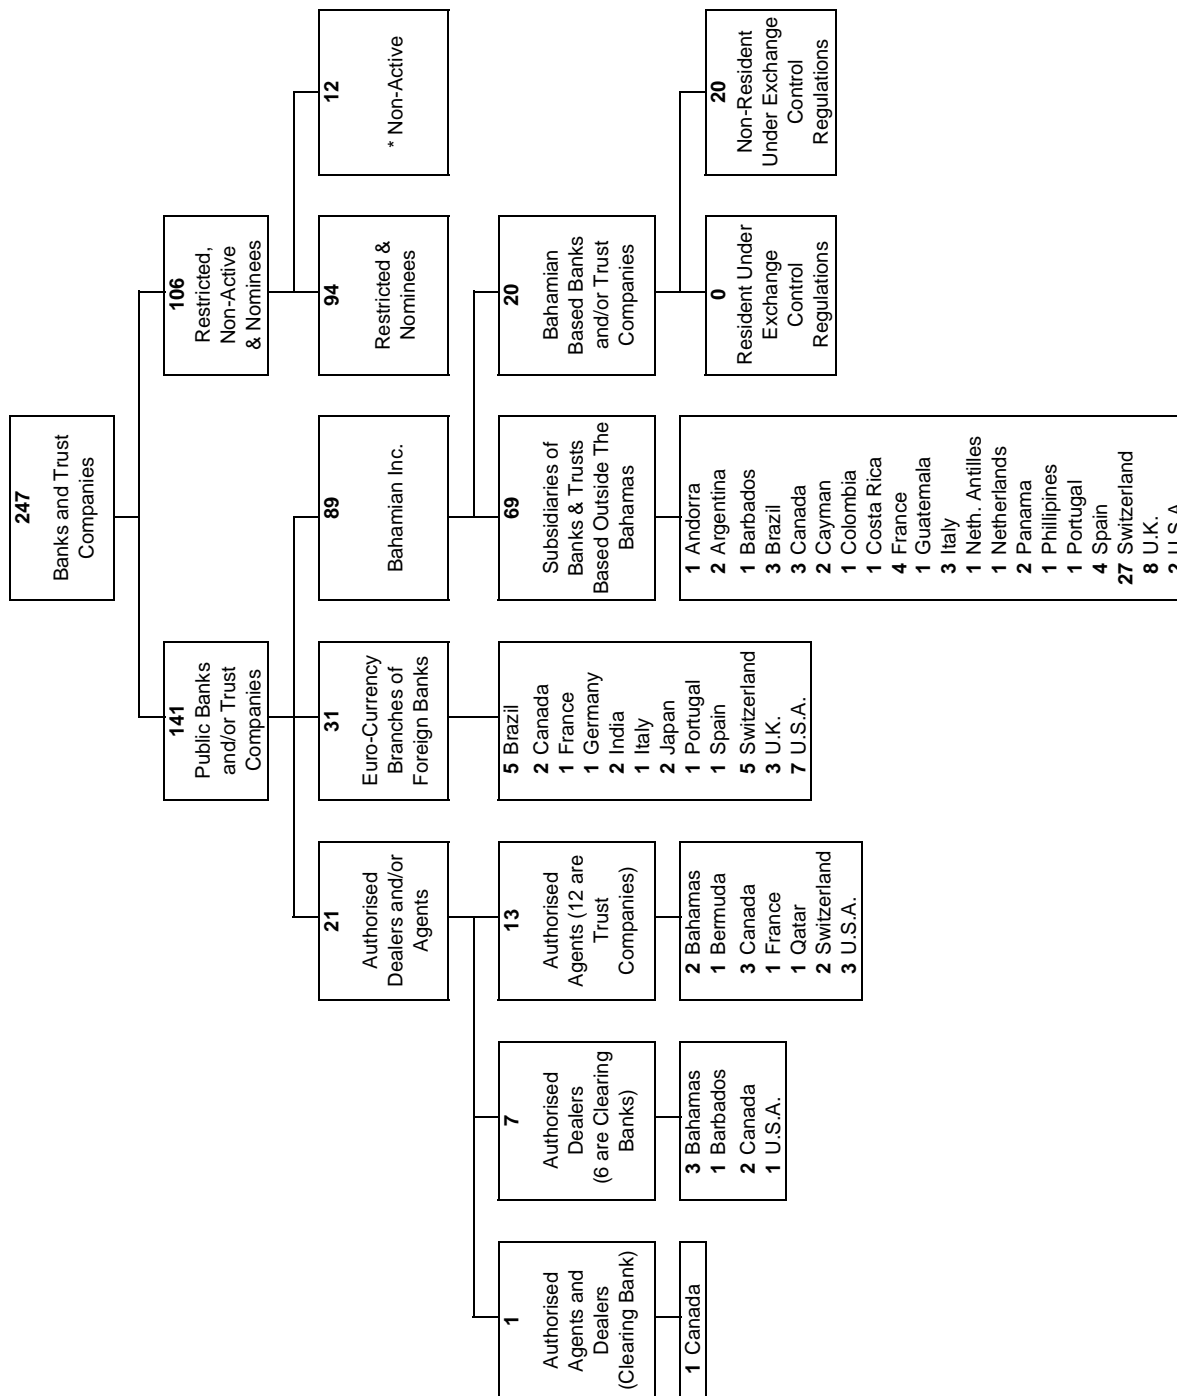 247
Banks and Trust
Companies
141
Public Banks
and/or Trust
Companies
106
Restricted,
Non-Active
& Nominees
21
Authorised
Dealers and/or
Agents
31
Euro-Currency
Branches of
Foreign Banks
89
Bahamian Inc.
94
Restricted &
Nominees
12
* Non-Active
1
Authorised
Agents and
Dealers
(Clearing Bank)
7
Authorised
Dealers
(6 are Clearing
Banks)
13
Authorised
Agents (12 are
Trust
Companies)
5 Brazil
2 Canada
1 France
1 Germany
2 India
1 Italy
2 Japan
1 Portugal
1 Spain
5 Switzerland
3 U.K.
7 U.S.A.
69
Subsidiaries of
Banks & Trusts
Based Outside The
Bahamas
20
Bahamian
Based Banks
and/or Trust
Companies
1 Canada
3 Bahamas
1 Barbados
2 Canada
1 U.S.A.
2 Bahamas
1 Bermuda
3 Canada
1 France
1 Qatar
2 Switzerland
3 U.S.A.
1 Andorra
2 Argentina
1 Barbados
3 Brazil
3 Canada
2 Cayman
1 Colombia
1 Costa Rica
4 France
1 Guatemala
3 Italy
1 Neth. Antilles
1 Netherlands
2 Panama
1 Phillipines
1 Portugal
4 Spain
27 Switzerland
8 U.K.
2 U.S.A.
0
Resident Under
Exchange
Control
Regulations
20
Non-Resident
Under Exchange
Control
Regulations